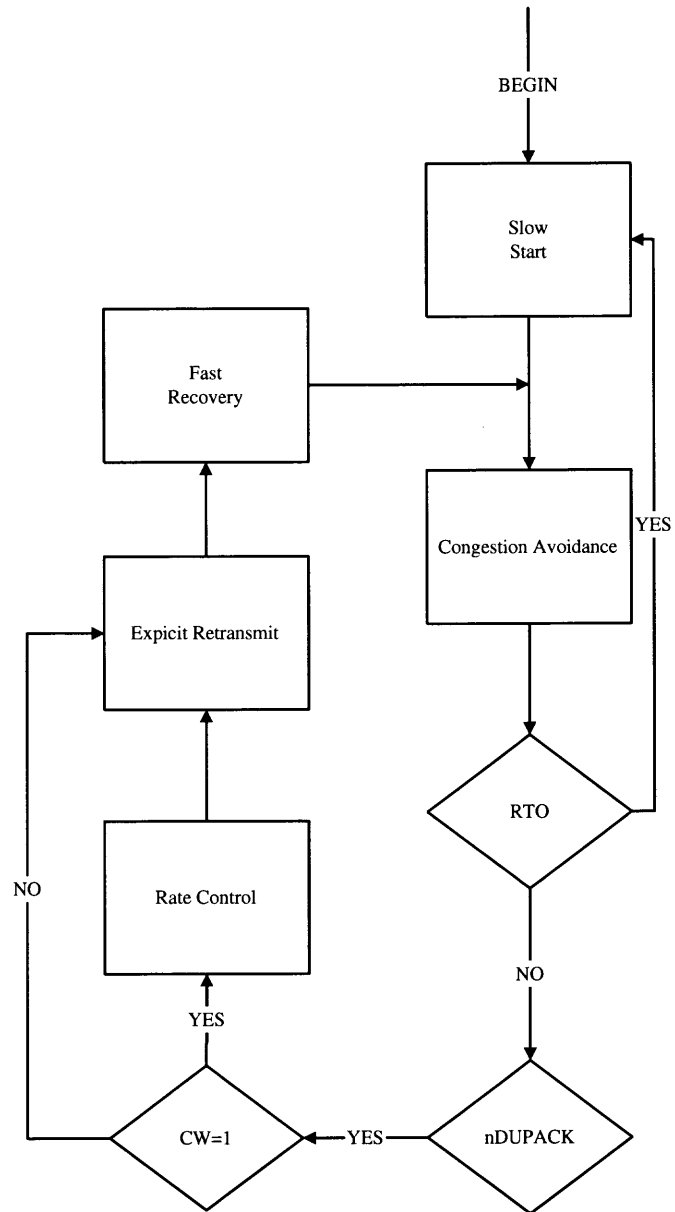 BEGIN
Slow
Start
Fast
Recovery
YES
Congestion Avoidance
Expicit Retransmit
RTO
NO
Rate Control
NO
YES
CW=1
YES
nDUPACK